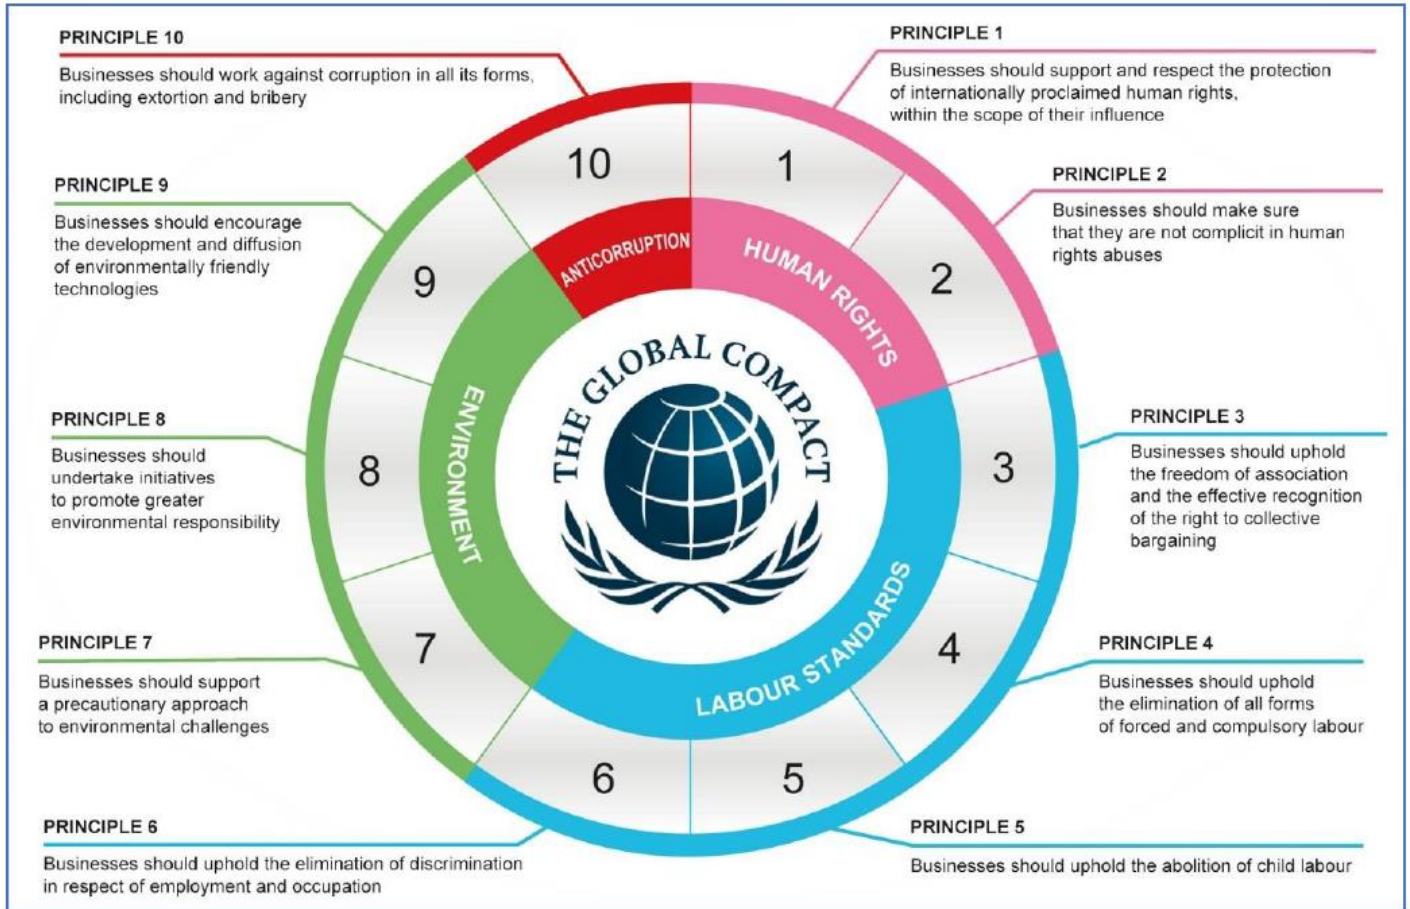 PRINCIPLE 10
Businesses should work against corruption in all its forms,
including extortion and bribery
PRINCIPLE 1
Businesses should support and respect the protection
of internationally proclaimed human rights,
within the scope of their influence
PRINCIPLE 9
Businesses should encourage
the development and diffusion
of environmentally friendly
technologies
PRINCIPLE 2
Businesses should make sure
that they are not complicit in human
rights abuses
PRINCIPLE 8
Businesses should
undertake initiatives
to promote greater
environmental responsibility
PRINCIPLE 3
Businesses should uphold
the freedom of association
and the effective recognition
of the right to collective
bargaining
PRINCIPLE 7
Businesses should support
a precautionary approach
to environmental challenges
PRINCIPLE 4
Businesses should uphold
the elimination of all forms
of forced and compulsory labour
PRINCIPLE 6
Businesses should uphold the elimination of discrimination
in respect of employment and occupation
PRINCIPLE 5
Businesses should uphold the abolition of child labour
10
1
2
3
4
5
6
7
8
9
ANTICORRUPTION
HUMAN RIGHTS
LABOUR STANDARDS
ENVIRONMENT
THE GLOBAL COMPACT